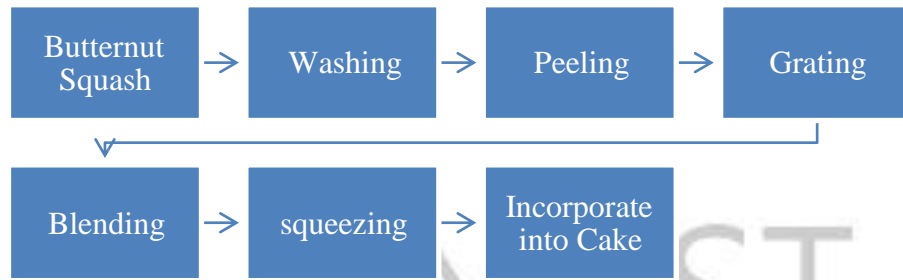 Butternut
Squash
Washing
Peeling
Grating
Blending
squeezing
Incorporate
into Cake